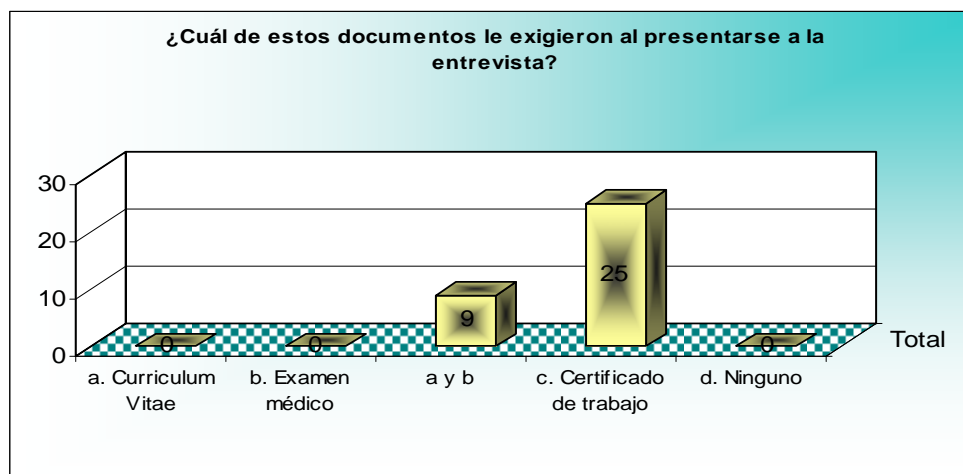 ¿Cuál de estos documentos le exigieron al presentarse a la
entrevista?
30
20
10
0
0
0
9
25
0
Total
a. Curriculum
Vitae
b. Examen
médico
a y b
c. Certificado
de trabajo
d. Ninguno